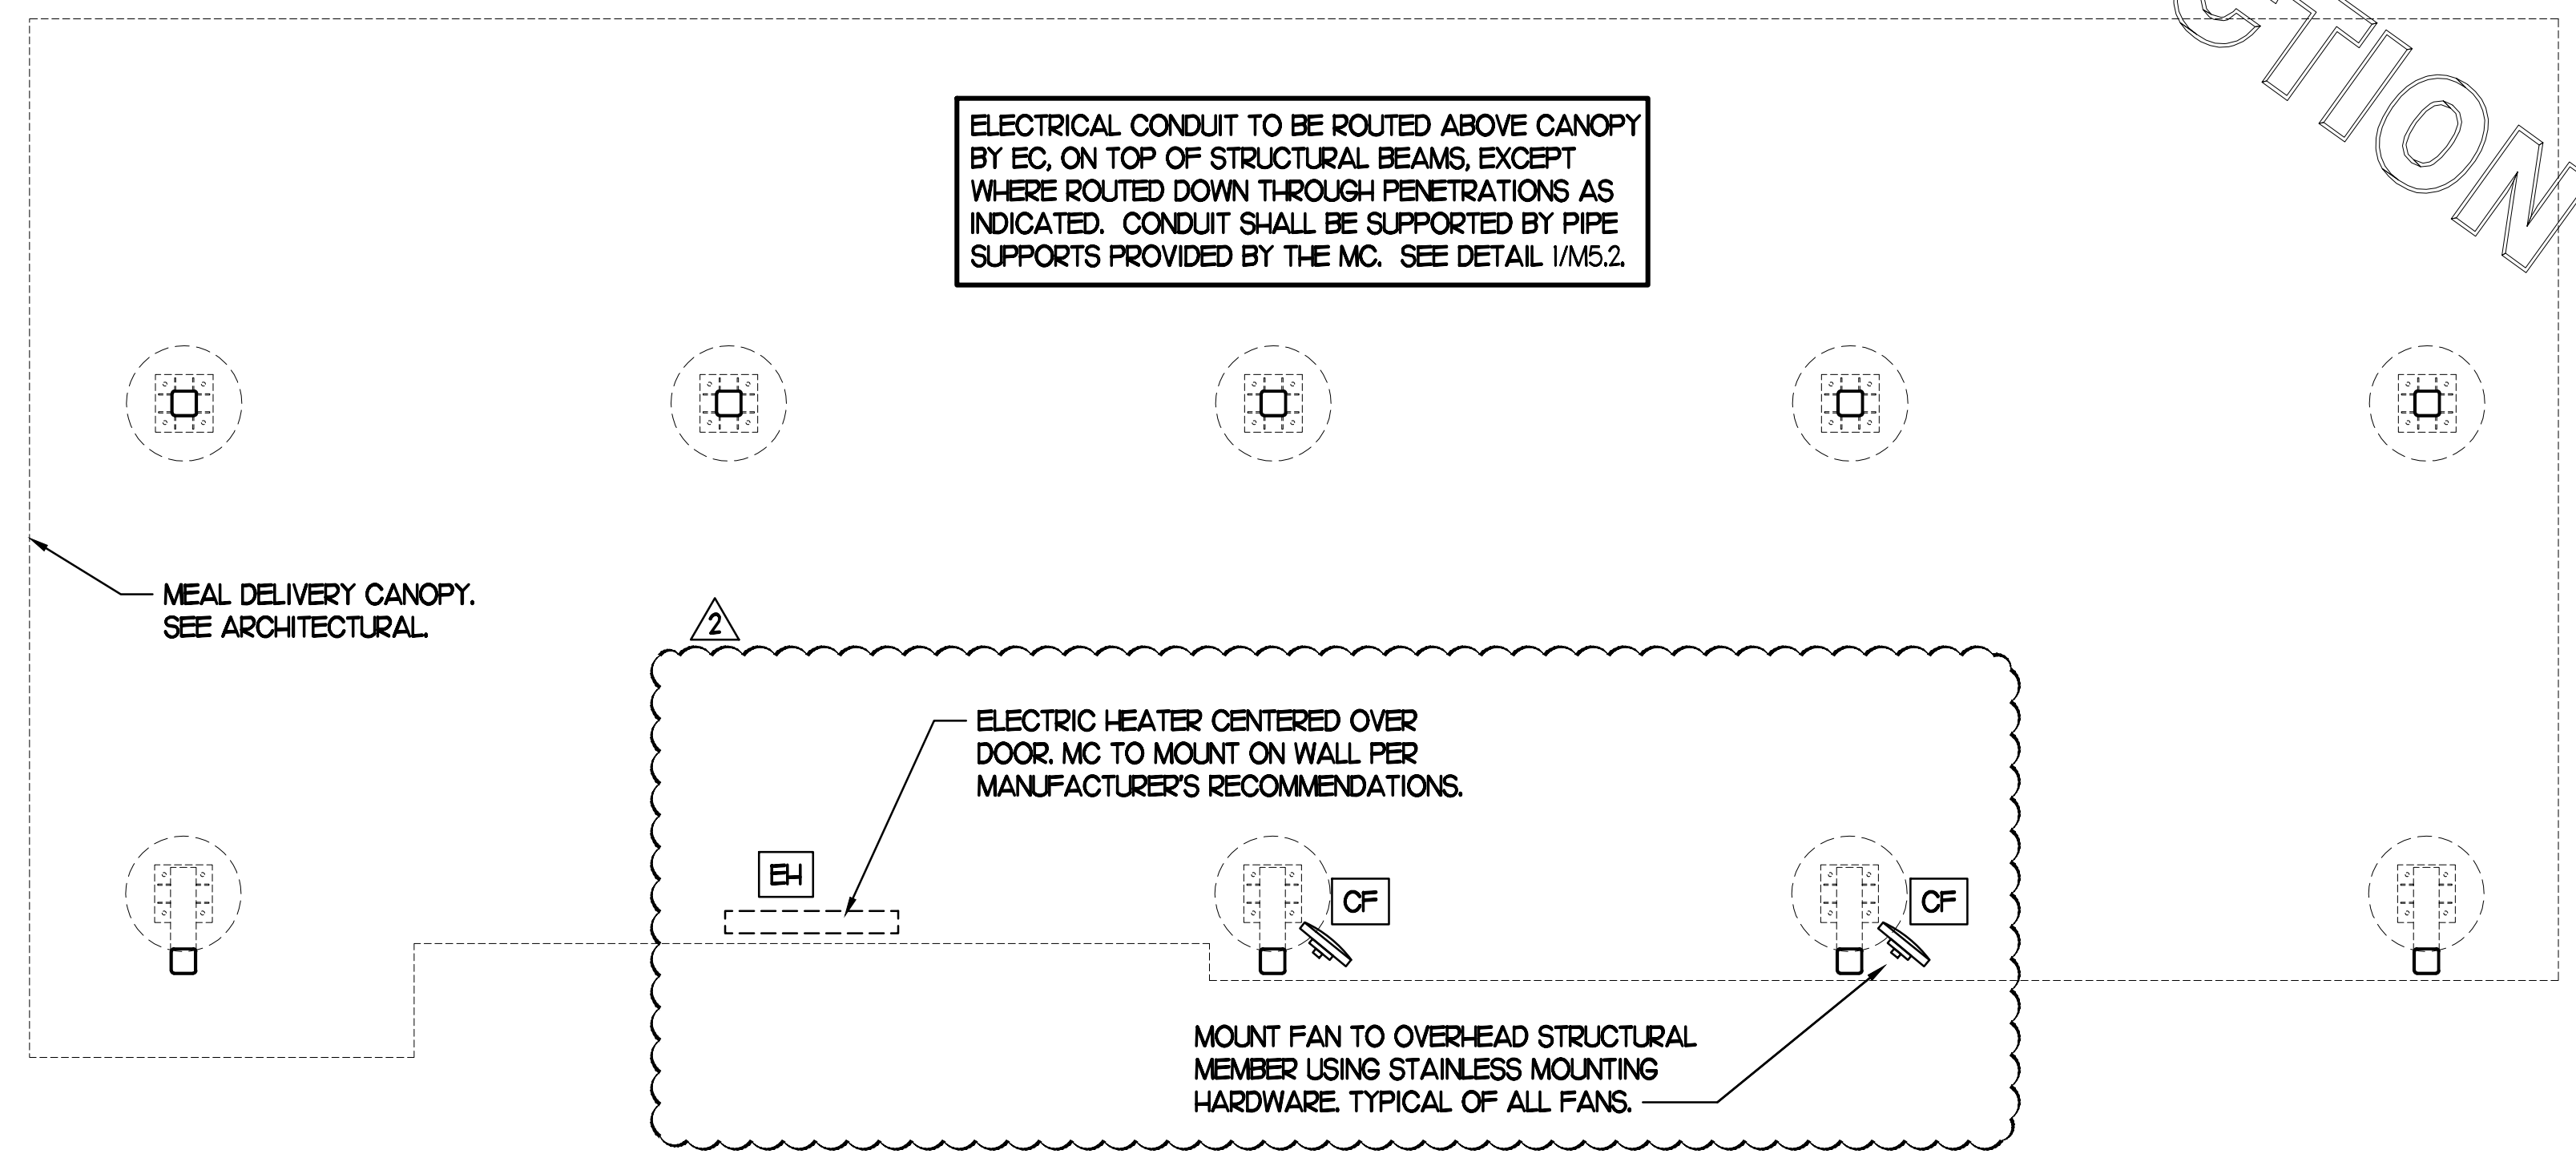 CTION
ELECTRICAL CONDUIT TO BE ROUTED ABOVE CANOPY
BY EC, ON TOP OF STRUCTURAL BEAMS, EXCEPT
WHERE ROUTED DOWN THROUGH PENETRATIONS AS
INDICATED. CONDUIT SHALL BE SUPPORTED BY PIPE
SUPPORTS PROVIDED BY THE MC. SEE DETAIL 1/M5.2.
MEAL DELIVERY CANOPY.
SEE ARCHITECTURAL.
2
ELECTRIC HEATER CENTERED OVER
DOOR. MC TO MOUNT ON WALL PER
MANUFACTURER'S RECOMMENDATIONS.
EH
CF
CF
MOUNT FAN TO OVERHEAD STRUCTURAL
MEMBER USING STAINLESS MOUNTING
HARDWARE. TYPICAL OF ALL FANS.